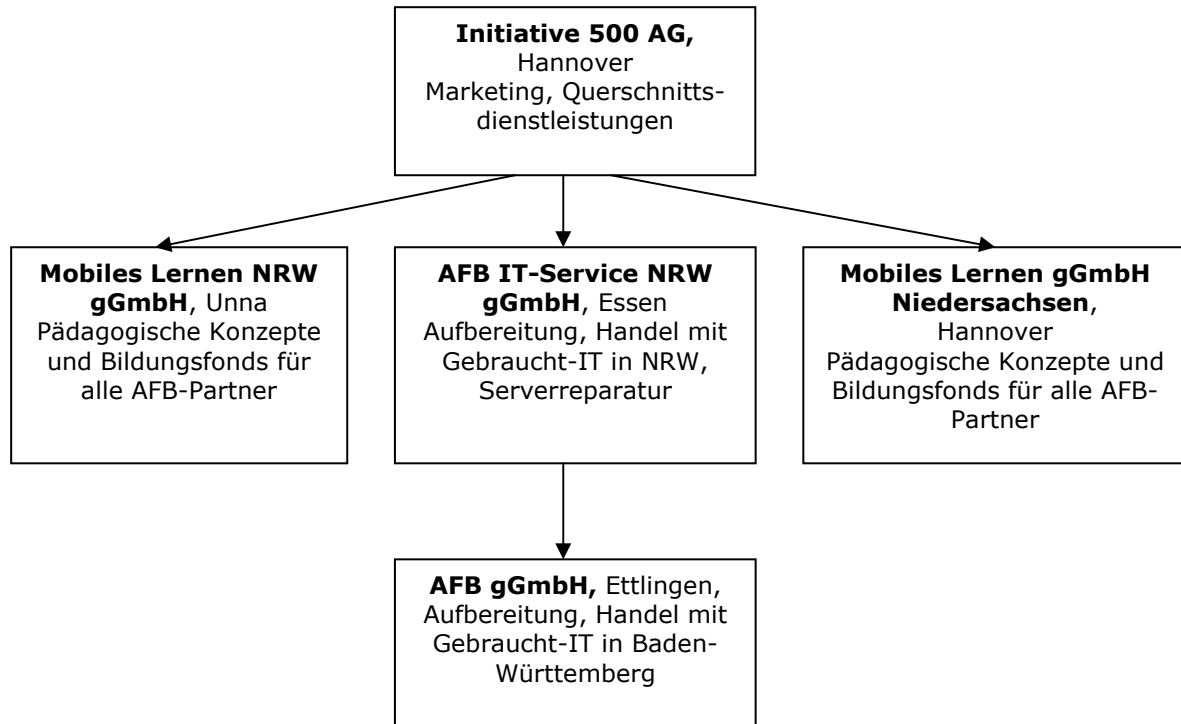 Initiative 500 AG,
Hannover
Marketing, Querschnitts-
dienstleistungen
Mobiles Lernen NRW
gGmbH, Unna
Pädagogische Konzepte
und Bildungsfonds für
alle AFB-Partner
AFB IT-Service NRW
gGmbH, Essen
Aufbereitung, Handel mit
Gebraucht-IT in NRW,
Serverreparatur
Mobiles Lernen gGmbH
Niedersachsen,
Hannover
Pädagogische Konzepte und
Bildungsfonds für alle AFB-
Partner
AFB gGmbH, Ettlingen,
Aufbereitung, Handel mit
Gebraucht-IT in Baden-
Württemberg